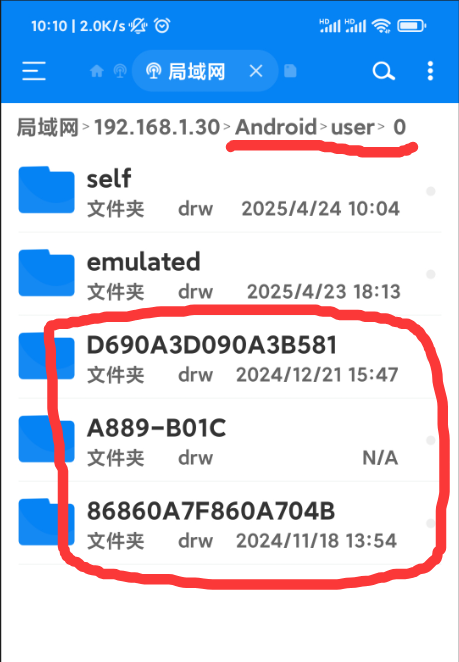 10:10 | 2.0K/s
HD HD
局域网
局域网 > 192.168.1.30 > Android > user > 0
self
文件夹 drw 2025/4/24 10:04
emulated
文件夹 drw 2025/4/23 18:13
D690A3D090A3B581
文件夹 drw 2024/12/21 15:47
A889-B01C
文件夹 drw N/A
86860A7F860A704B
文件夹 drw 2024/11/18 13:54